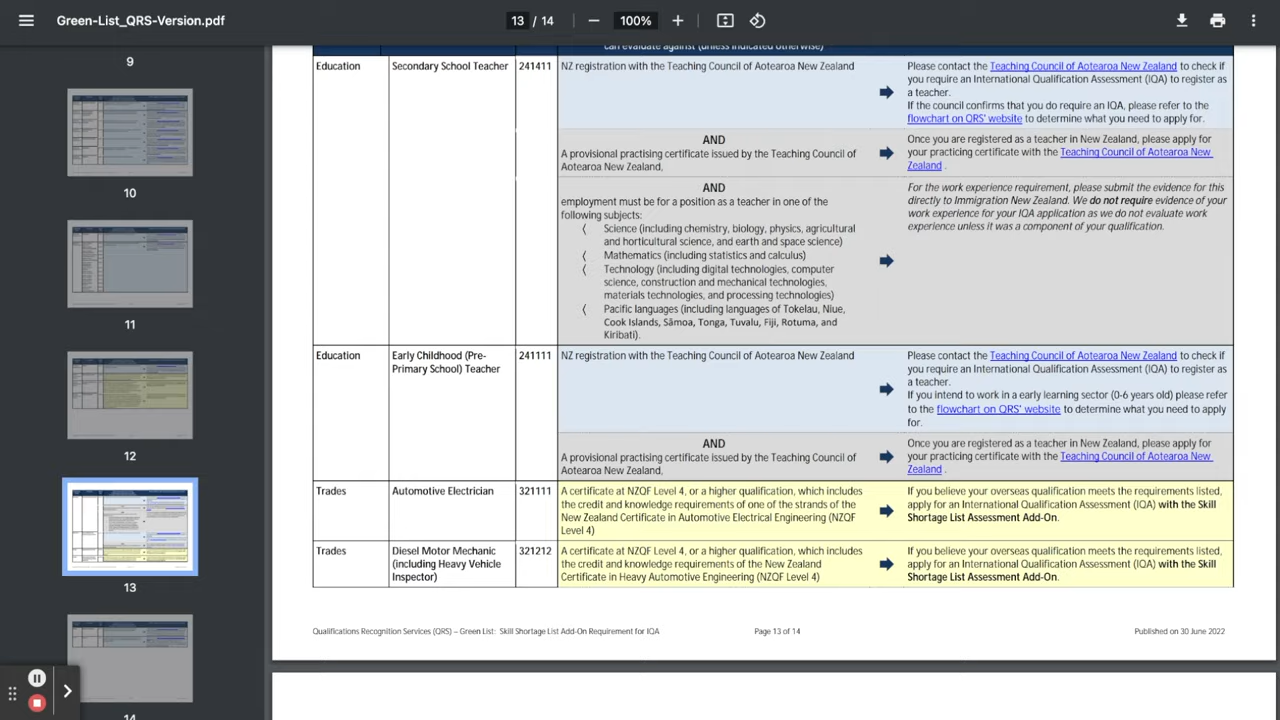 Green-List_QRS-Version.pdf
13 / 14
100%
9
10
11
12
13
14
can evaluate against (unless indicated otherwise)
Education
Secondary School Teacher
241411
NZ registration with the Teaching Council of Aotearoa New Zealand
Please contact the Teaching Council of Aotearoa New Zealand to check if
you require an International Qualification Assessment (IQA) to register as
a teacher.
If the council confirms that you do require an IQA, please refer to the
flowchart on QRS' website to determine what you need to apply for.
AND
A provisional practising certificate issued by the Teaching Council of
Aotearoa New Zealand,
Once you are registered as a teacher in New Zealand, please apply for
your practicing certificate with the Teaching Council of Aotearoa New
Zealand .
AND
employment must be for a position as a teacher in one of the
following subjects:
Science (including chemistry, biology, physics, agricultural
and horticultural science, and earth and space science)
Mathematics (including statistics and calculus)
Technology (including digital technologies, computer
science, construction and mechanical technologies,
materials technologies, and processing technologies)
Pacific languages (including languages of Tokelau, Niue,
Cook Islands, Sāmoa, Tonga, Tuvalu, Fiji, Rotuma, and
Kiribati).
For the work experience requirement, please submit the evidence for this
directly to Immigration New Zealand. We do not require evidence of your
work experience for your IQA application as we do not evaluate work
experience unless it was a component of your qualification.
Education
Early Childhood (Pre-
Primary School) Teacher
241111
NZ registration with the Teaching Council of Aotearoa New Zealand
Please contact the Teaching Council of Aotearoa New Zealand to check if
you require an International Qualification Assessment (IQA) to register as
a teacher.
If you intend to work in a early learning sector (0-6 years old) please refer
to the flowchart on QRS' website to determine what you need to apply
for.
AND
A provisional practising certificate issued by the Teaching Council of
Aotearoa New Zealand,
Once you are registered as a teacher in New Zealand, please apply for
your practicing certificate with the Teaching Council of Aotearoa New
Zealand .
Trades
Automotive Electrician
321111
A certificate at NZQF Level 4, or a higher qualification, which includes
the credit and knowledge requirements of one of the strands of the
New Zealand Certificate in Automotive Electrical Engineering (NZQF
Level 4)
If you believe your overseas qualification meets the requirements listed,
apply for an International Qualification Assessment (IQA) with the Skill
Shortage List Assessment Add-On.
Trades
Diesel Motor Mechanic
(including Heavy Vehicle
Inspector)
321212
A certificate at NZQF Level 4, or a higher qualification, which includes
the credit and knowledge requirements of the New Zealand
Certificate in Heavy Automotive Engineering (NZQF Level 4)
If you believe your overseas qualification meets the requirements listed,
apply for an International Qualification Assessment (IQA) with the Skill
Shortage List Assessment Add-On.
Qualifications Recognition Services (QRS) – Green List: Skill Shortage List Add-On Requirement for IQA
Page 13 of 14
Published on 30 June 2022